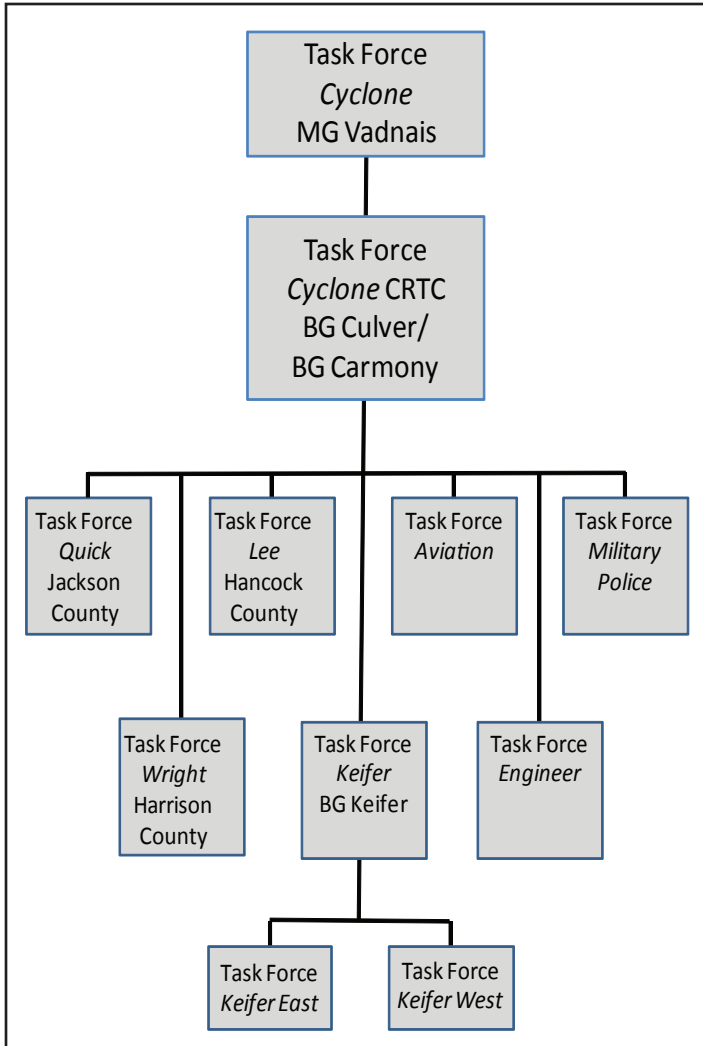 Task Force
Cyclone
MG Vadnais
Task Force
Cyclone CRTC
BG Culver/
BG Carmony
Task Force
Quick
Jackson
County
Task Force
Lee
Hancock
County
Task Force
Aviation
Task Force
Military
Police
Task Force
Wright
Harrison
County
Task Force
Keifer
BG Keifer
Task Force
Engineer
Task Force
Keifer East
Task Force
Keifer West